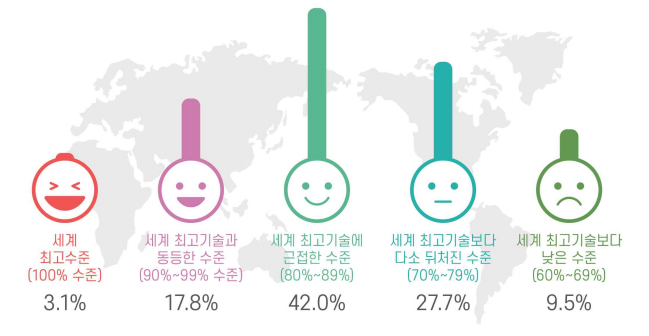 세계
최고수준
(100% 수준)
3.1%
세계 최고기술과
동등한 수준
(90%~99% 수준)
17.8%
세계 최고기술에
근접한 수준
(80%~89%)
42.0%
세계 최고기술보다
다소 뒤처진 수준
(70%~79%)
27.7%
세계 최고기술보다
낮은 수준
(60%~69%)
9.5%